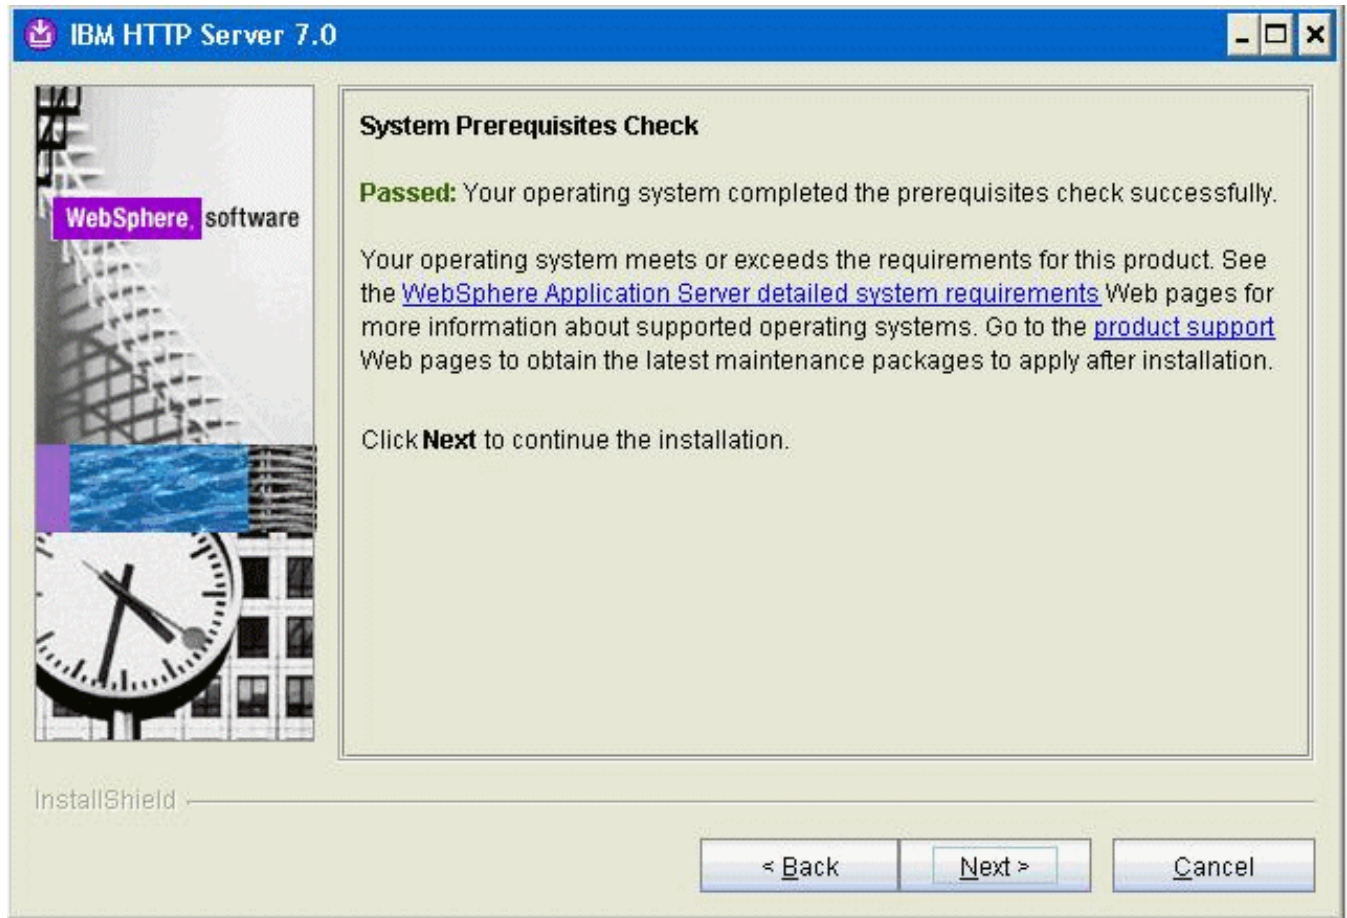 IBM HTTP Server 7.0
WebSphere, software
System Prerequisites Check
Passed: Your operating system completed the prerequisites check successfully.
Your operating system meets or exceeds the requirements for this product. See
the WebSphere Application Server detailed system requirements Web pages for
more information about supported operating systems. Go to the product support
Web pages to obtain the latest maintenance packages to apply after installation.
Click Next to continue the installation.
InstallShield
< Back
Next >
Cancel